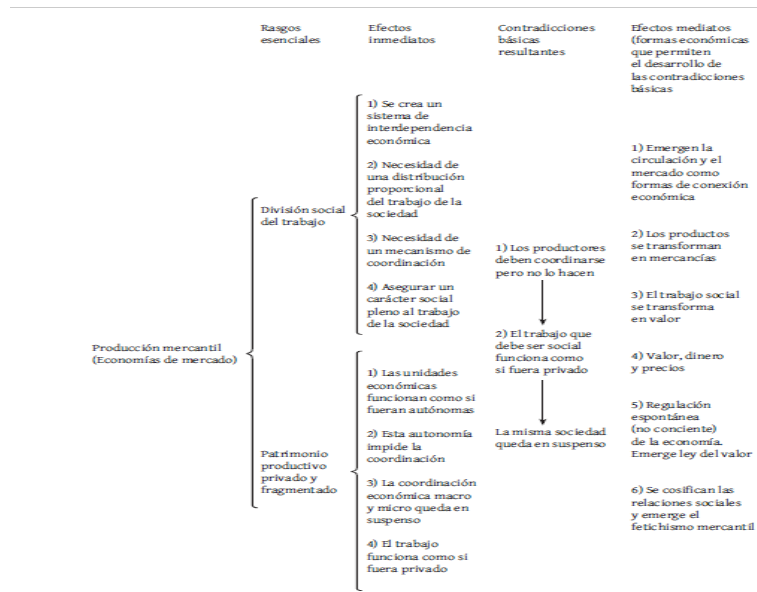 Rasgos
esenciales
Efectos
inmediatos
Contradicciones
básicas
resultantes
Efectos mediatos
(formas económicas
que permiten
el desarrollo de
las contradicciones
básicas
Producción mercantil
(Economías de mercado)
División social
del trabajo
Patrimonio
productivo
privado y
fragmentado
1) Se crea un
sistema de
interdependencia
económica
2) Necesidad de
una distribución
proporcional
del trabajo de la
sociedad
3) Necesidad de
un mecanismo de
coordinación
4) Asegurar un
carácter social
pleno al trabajo
de la sociedad
1) Las unidades
económicas
funcionan como si
fueran autónomas
2) Esta autonomía
impide la
coordinación
3) La coordinación
económica macro
y micro queda en
suspenso
4) El trabajo
funciona como si
fuera privado
1) Los productores
deben coordinarse
pero no lo hacen
2) El trabajo que
debe ser social
funciona como
si fuera privado
La misma sociedad
queda en suspenso
1) Emergen la
circulación y el
mercado como
formas de conexión
económica
2) Los productos
se transforman
en mercancías
3) El trabajo social
se transforma
en valor
4) Valor, dinero
y precios
5) Regulación
espontánea
(no conciente)
de la economía.
Emerge ley del valor
6) Se cosifican las
relaciones sociales
y emerge el
fetichismo mercantil